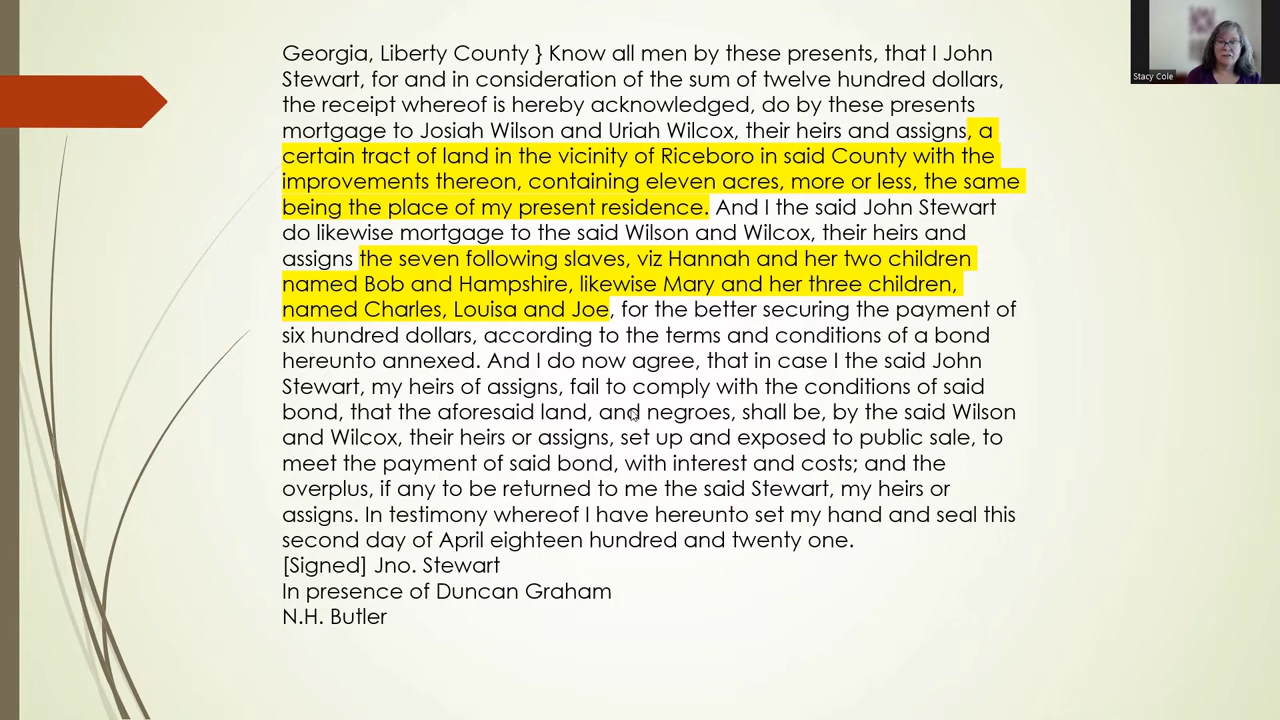 Georgia, Liberty County } Know all men by these presents, that I John
Stewart, for and in consideration of the sum of twelve hundred dollars,
the receipt whereof is hereby acknowledged, do by these presents
mortgage to Josiah Wilson and Uriah Wilcox, their heirs and assigns, a
certain tract of land in the vicinity of Riceboro in said County with the
improvements thereon, containing eleven acres, more or less, the same
being the place of my present residence. And I the said John Stewart
do likewise mortgage to the said Wilson and Wilcox, their heirs and
assigns the seven following slaves, viz Hannah and her two children
named Bob and Hampshire, likewise Mary and her three children,
named Charles, Louisa and Joe, for the better securing the payment of
six hundred dollars, according to the terms and conditions of a bond
hereunto annexed. And I do now agree, that in case I the said John
Stewart, my heirs of assigns, fail to comply with the conditions of said
bond, that the aforesaid land, and negroes, shall be, by the said Wilson
and Wilcox, their heirs or assigns, set up and exposed to public sale, to
meet the payment of said bond, with interest and costs; and the
overplus, if any to be returned to me the said Stewart, my heirs or
assigns. In testimony whereof I have hereunto set my hand and seal this
second day of April eighteen hundred and twenty one.
[Signed] Jno. Stewart
In presence of Duncan Graham
N.H. Butler
Stacy Cole